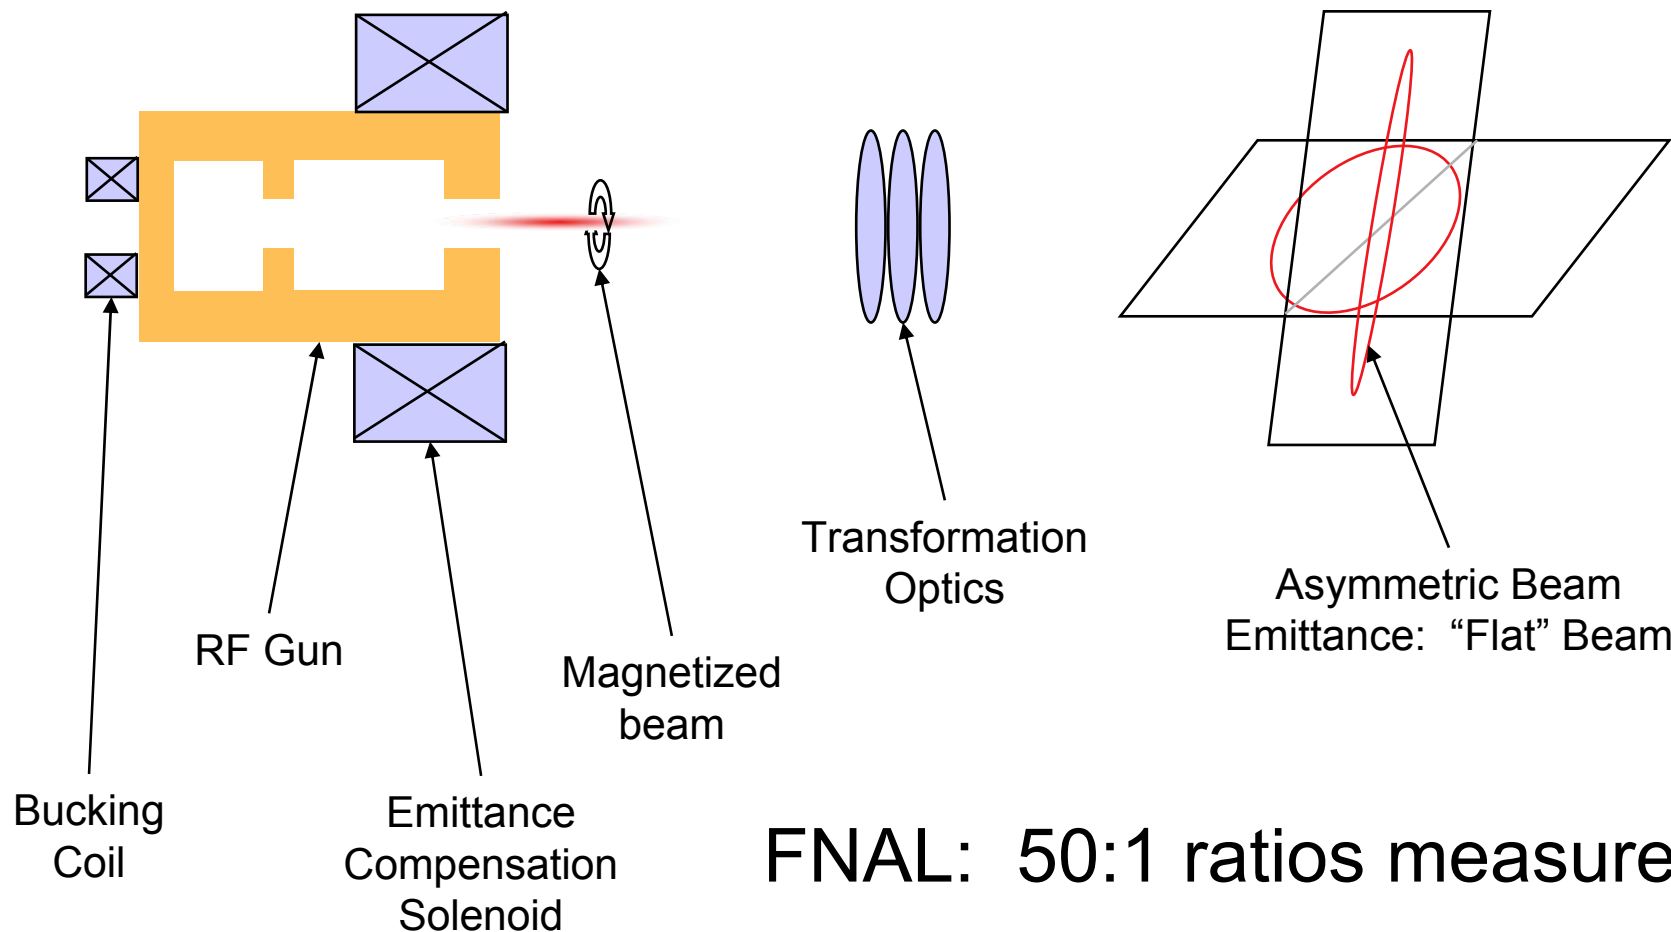 Transformation
Optics
Asymmetric Beam
Emittance: “Flat” Beam
RF Gun
Magnetized
beam
Bucking
Coil
Emittance
Compensation
Solenoid
FNAL: 50:1 ratios measure